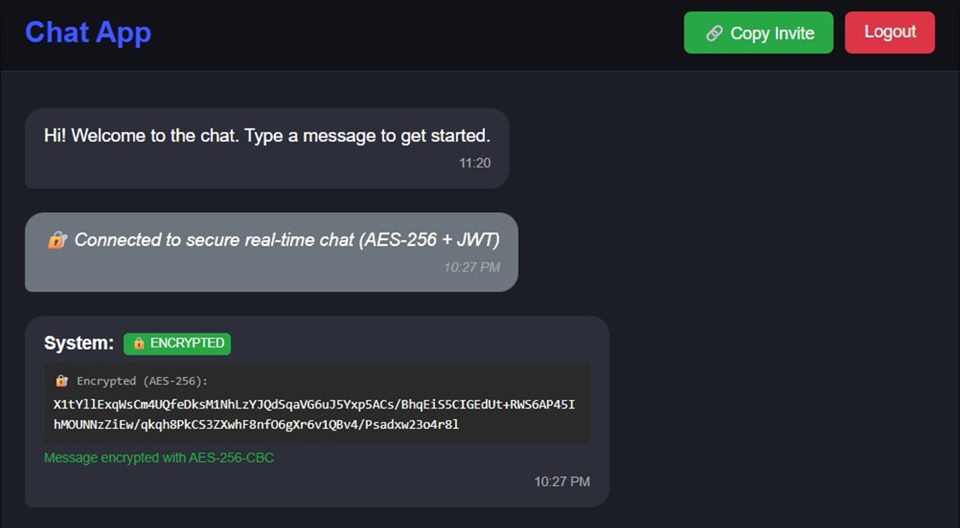 Chat App
🔗 Copy Invite
Logout
Hi! Welcome to the chat. Type a message to get started.
11:20
🔐 Connected to secure real-time chat (AES-256 + JWT)
10:27 PM
System: 🔒 ENCRYPTED
🔐 Encrypted (AES-256):
X1tYllExqWsCm4UQfeDksM1NhLzYJQdSqaVG6uJ5Yxp5ACs/BhqEiS5CIGEdUt+RWS6AP45I
hMOUNNzZiEw/qkqh8PkCS3ZXwhF8nfO6gXr6v1QBv4/Psadxw23o4r8l
Message encrypted with AES-256-CBC
10:27 PM